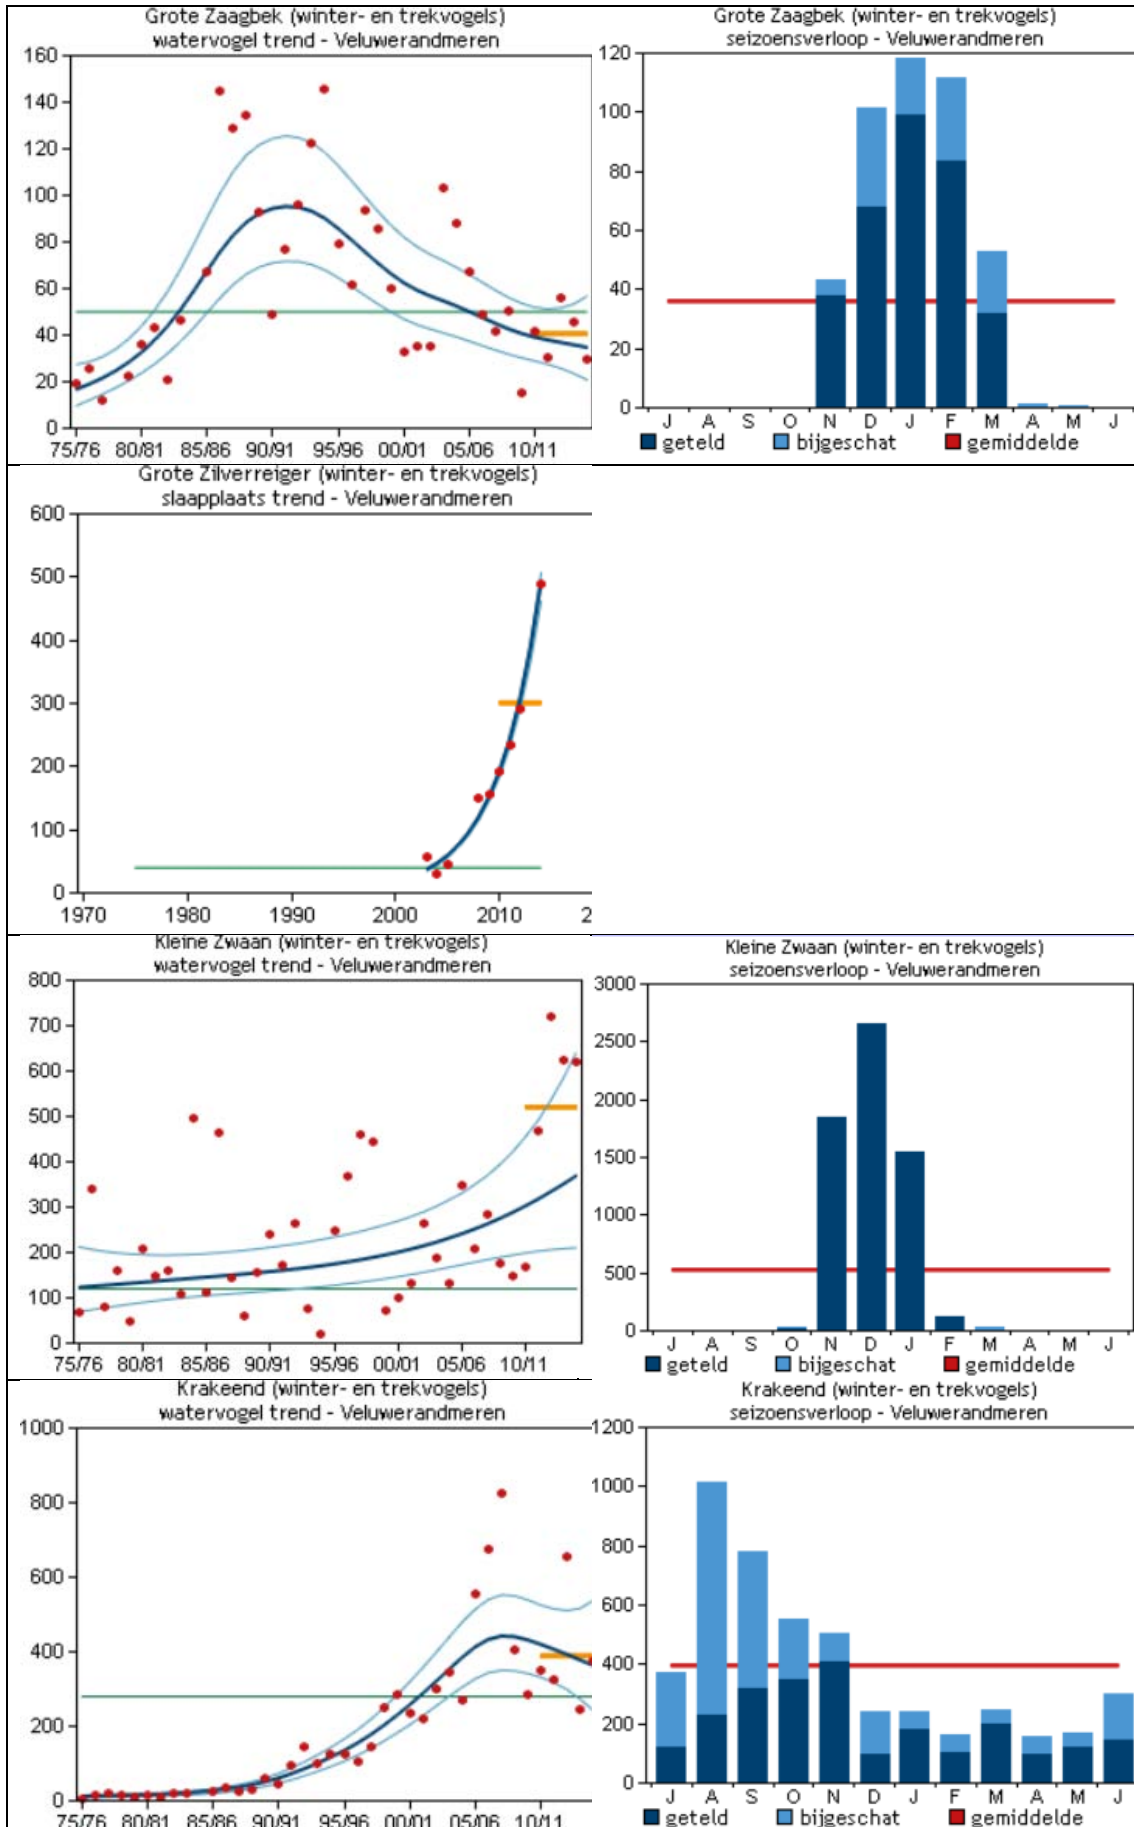 Grote Zaagbek (winter- en trekvogels)
watervogel trend - Veluwerandmeren
160
140
120
100
80
60
40
20
0
75/76 80/81 85/86 90/91 95/96 00/01 05/06 10/11
Grote Zaagbek (winter- en trekvogels)
seizoensverloop - Veluwerandmeren
120
100
80
60
40
20
0
J A S O N D J F M A M J
geteld bijgeschat gemiddelde
Grote Zilverreiger (winter- en trekvogels)
slaapplaats trend - Veluwerandmeren
600
500
400
300
200
100
0
1970 1980 1990 2000 2010 2
Kleine Zwaan (winter- en trekvogels)
watervogel trend - Veluwerandmeren
800
700
600
500
400
300
200
100
0
75/76 80/81 85/86 90/91 95/96 00/01 05/06 10/11
Kleine Zwaan (winter- en trekvogels)
seizoensverloop - Veluwerandmeren
3000
2500
2000
1500
1000
500
0
J A S O N D J F M A M J
geteld bijgeschat gemiddelde
Krakeend (winter- en trekvogels)
watervogel trend - Veluwerandmeren
1000
800
600
400
200
0
75/76 80/81 85/86 90/91 95/96 00/01 05/06 10/11
Krakeend (winter- en trekvogels)
seizoensverloop - Veluwerandmeren
1200
1000
800
600
400
200
0
J A S O N D J F M A M J
geteld bijgeschat gemiddelde